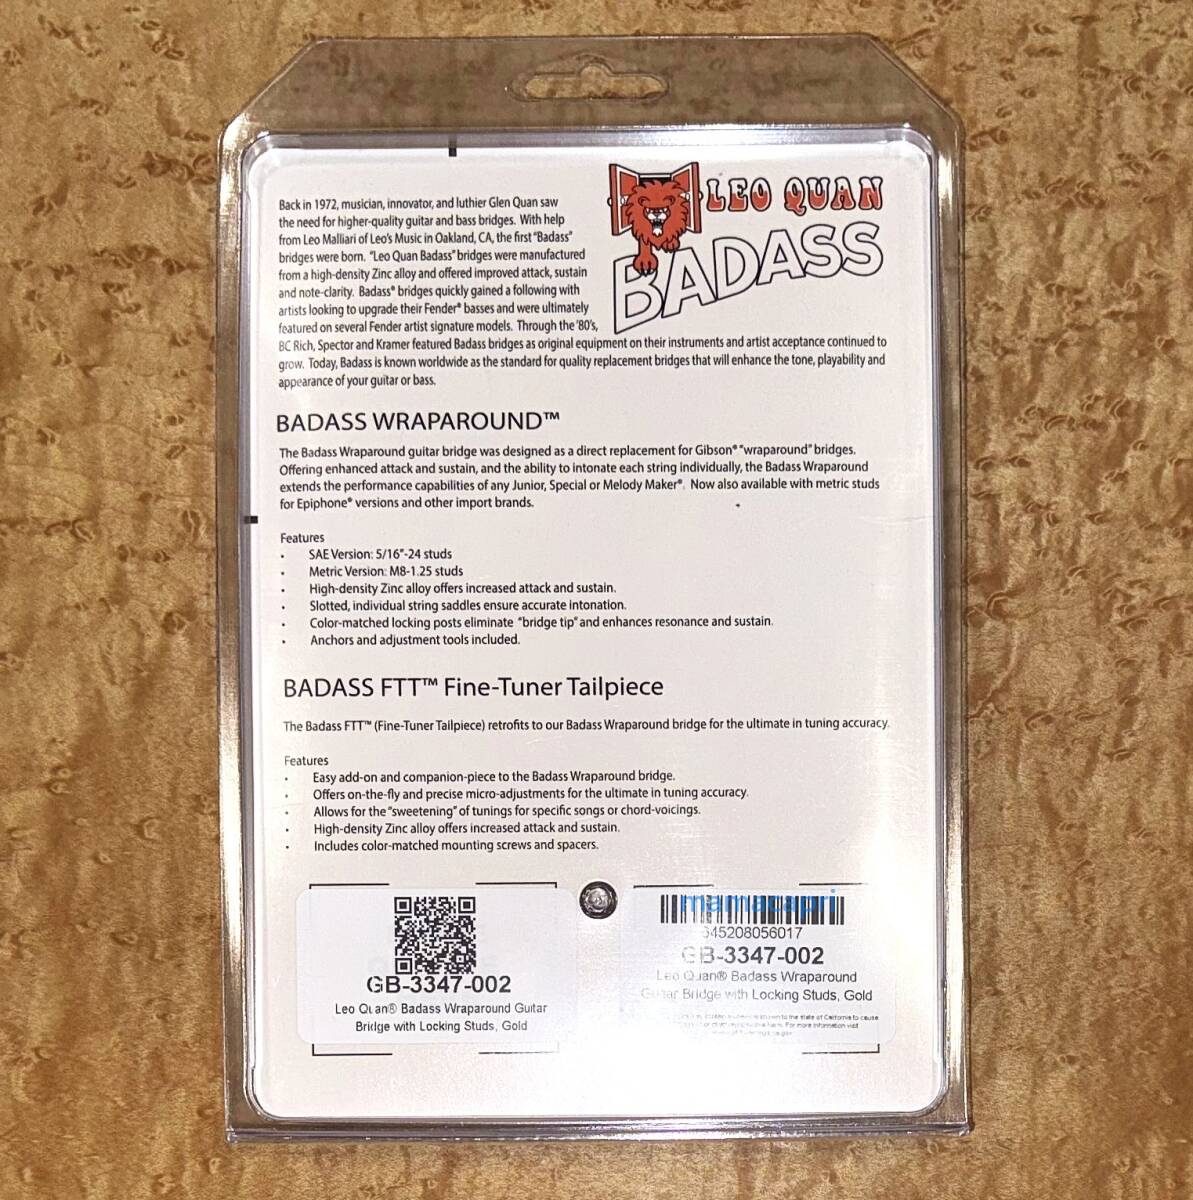 LEO QUAN
BADASS
Back in 1972, musician, innovator, and luthier Glen Quan saw
the need for higher-quality guitar and bass bridges. With help
from Leo Malliari of Leo's Music in Oakland, CA, the first "Badass"
bridges were born. "Leo Quan Badass" bridges were manufactured
from a high-density Zinc alloy and offered improved attack, sustain
and note-clarity. Badass® bridges quickly gained a following with
artists looking to upgrade their Fender® basses and were ultimately
featured on several Fender artist signature models. Through the '80's,
BC Rich, Spector and Kramer featured Badass bridges as original equipment on their instruments and artist acceptance continued to
grow. Today, Badass is known worldwide as the standard for quality replacement bridges that will enhance the tone, playability and
appearance of your guitar or bass.
BADASS WRAPAROUND™
The Badass Wraparound guitar bridge was designed as a direct replacement for Gibson® "wraparound" bridges.
Offering enhanced attack and sustain, and the ability to intonate each string individually, the Badass Wraparound
extends the performance capabilities of any Junior, Special or Melody Maker®. Now also available with metric studs
for Epiphone® versions and other import brands.
Features
• SAE Version: 5/16"-24 studs
• Metric Version: M8-1.25 studs
• High-density Zinc alloy offers increased attack and sustain.
• Slotted, individual string saddles ensure accurate intonation.
• Color-matched locking posts eliminate "bridge tip" and enhances resonance and sustain.
• Anchors and adjustment tools included.
BADASS FTT™ Fine-Tuner Tailpiece
The Badass FTT™ (Fine-Tuner Tailpiece) retrofits to our Badass Wraparound bridge for the ultimate in tuning accuracy.
Features
• Easy add-on and companion-piece to the Badass Wraparound bridge.
• Offers on-the-fly and precise micro-adjustments for the ultimate in tuning accuracy.
• Allows for the "sweetening" of tunings for specific songs or chord-voicings.
• High-density Zinc alloy offers increased attack and sustain.
• Includes color-matched mounting screws and spacers.
GB-3347-002
Leo Quan® Badass Wraparound Guitar
Bridge with Locking Studs, Gold
mamacapri
645208056017
GB-3347-002
Leo Quan® Badass Wraparound
Guitar Bridge with Locking Studs, Gold
to the state of California to cause
harm. For more information visit